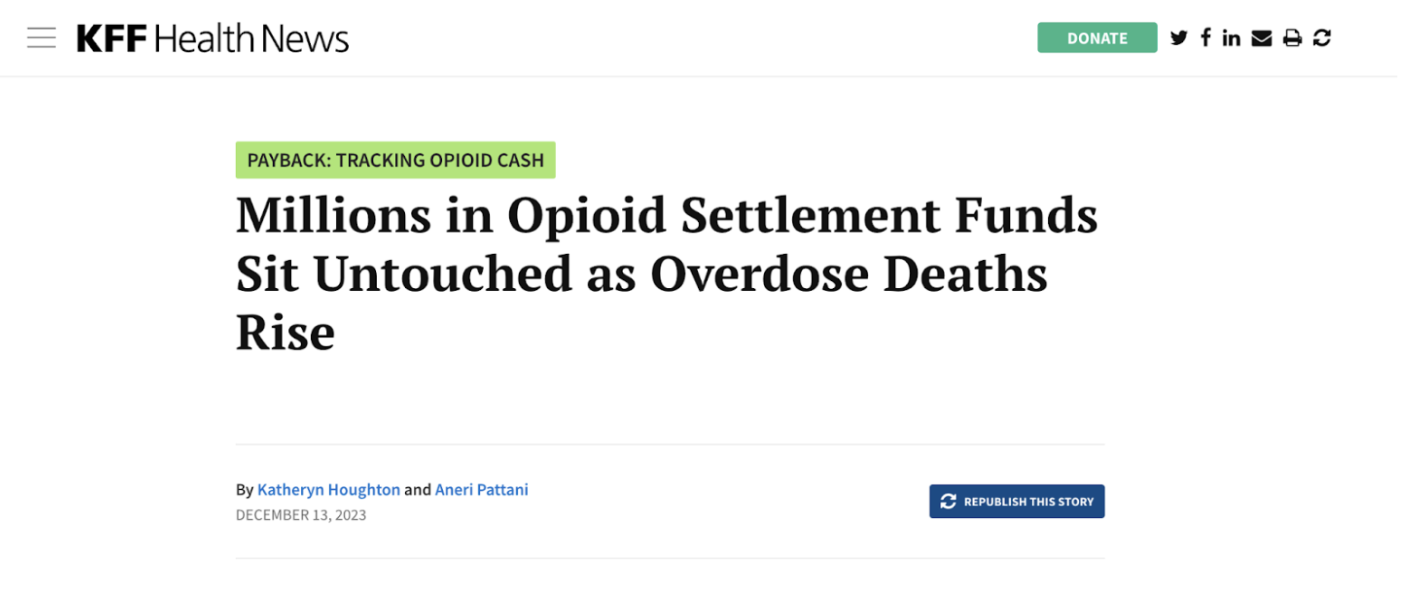 KFF Health News
DONATE
PAYBACK: TRACKING OPIOID CASH
Millions in Opioid Settlement Funds
Sit Untouched as Overdose Deaths
Rise
By Katheryn Houghton and Aneri Pattani
DECEMBER 13, 2023
REPUBLISH THIS STORY